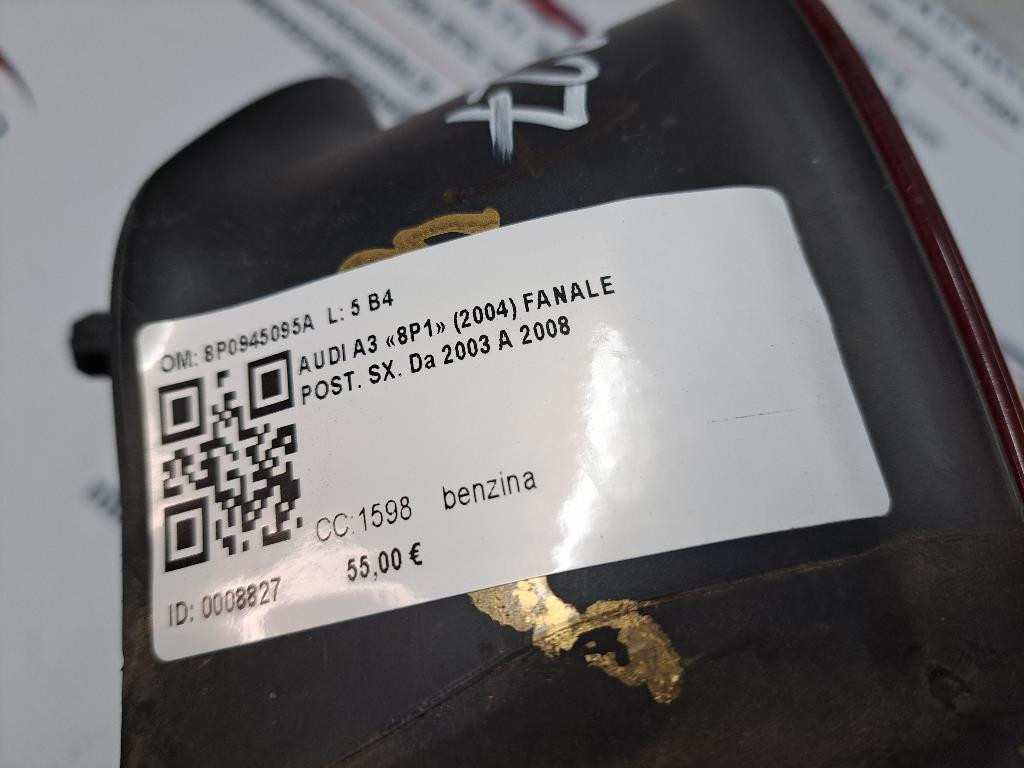 OM: 8P0945095A L: 5 B4
AUDI A3 «8P1» (2004) FANALE
POST. SX. Da 2003 A 2008
CC:1598 benzina
55,00 €
ID: 0008827